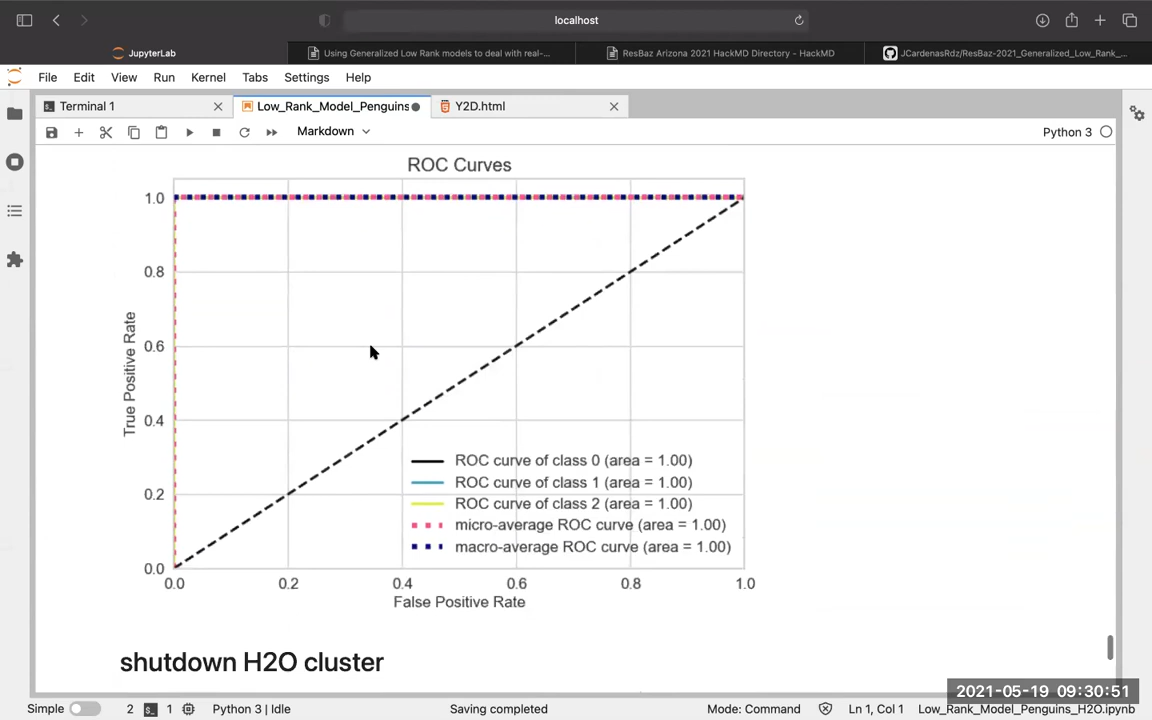 localhost
JupyterLab
Using Generalized Low Rank models to deal with real-...
ResBaz Arizona 2021 HackMD Directory - HackMD
JCardenasRdz/ResBaz-2021_Generalized_Low_Rank_...
File Edit View Run Kernel Tabs Settings Help
Terminal 1
Low_Rank_Model_Penguins
Y2D.html
Markdown
Python 3
ROC Curves
1.0
0.8
0.6
0.4
0.2
0.0
True Positive Rate
ROC curve of class 0 (area = 1.00)
ROC curve of class 1 (area = 1.00)
ROC curve of class 2 (area = 1.00)
micro-average ROC curve (area = 1.00)
macro-average ROC curve (area = 1.00)
0.0 0.2 0.4 0.6 0.8 1.0
False Positive Rate
shutdown H2O cluster
2021-05-19 09:30:51
Simple 2 1 Python 3 | Idle Saving completed Mode: Command Ln 1, Col 1 Low_Rank_Model_Penguins_H2O.ipynb